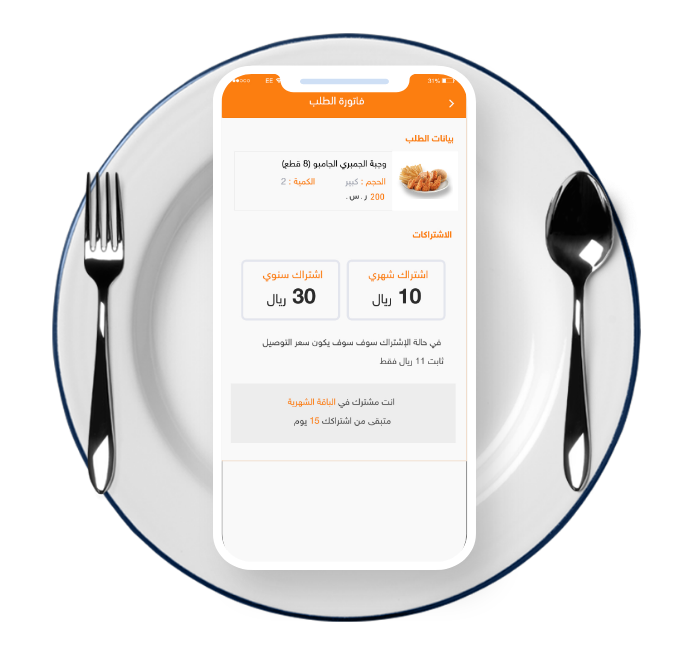 EE
31%
فاتورة الطلب
بيانات الطلب
وجبة الجمبري الجامبو (8 قطع)
الحجم : كبير الكمية : 2
200 ر . س .
الاشتراكات
اشتراك شهري
10 ريال
اشتراك سنوي
30 ريال
في حالة الإشتراك سوف سوف يكون سعر التوصيل
ثابت 11 ريال فقط
انت مشترك في الباقة الشهرية
متبقى من اشتراكك 15 يوم